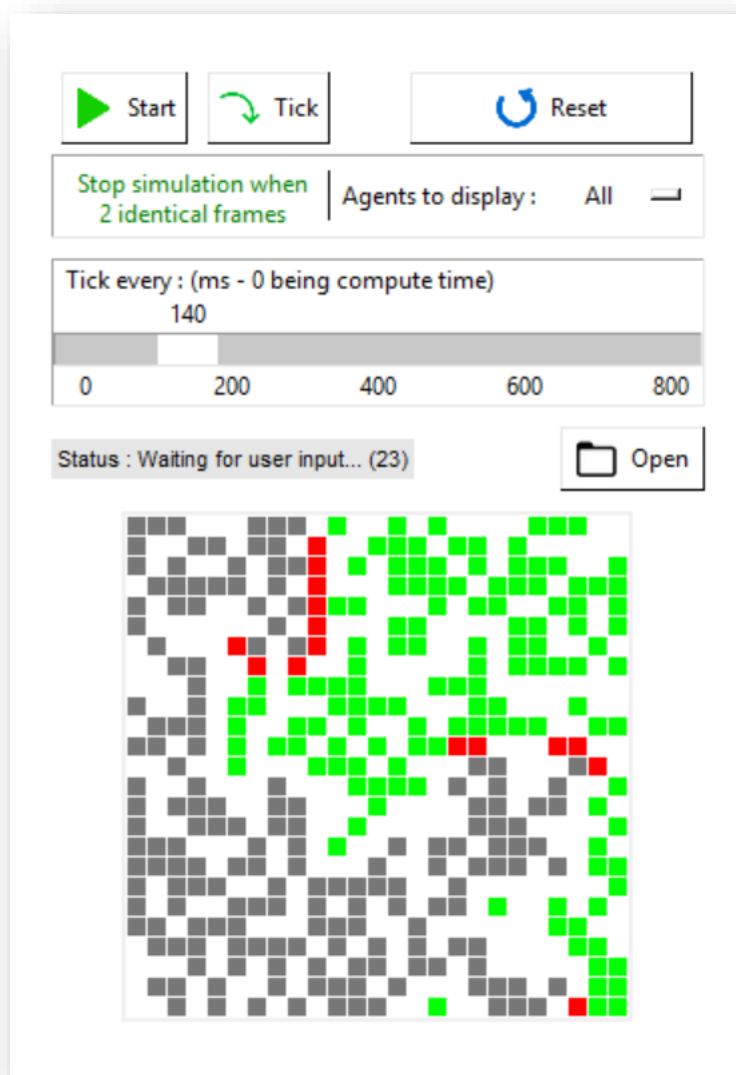 Start
Tick
Reset
Stop simulation when
2 identical frames
Agents to display :
All
Tick every : (ms - 0 being compute time)
140
0 200 400 600 800
Status : Waiting for user input... (23)
Open